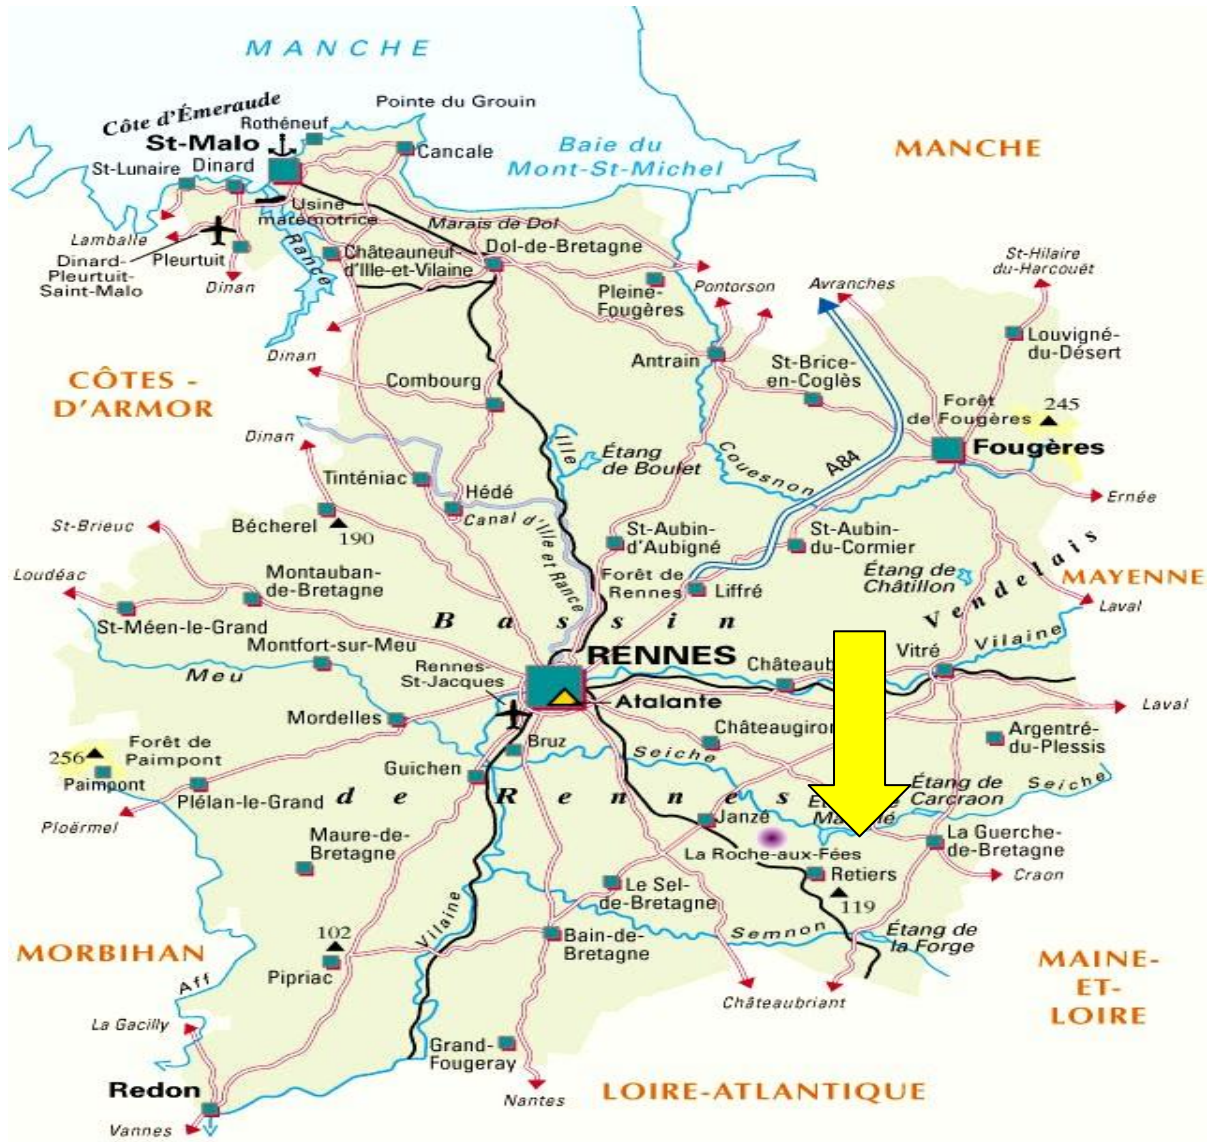 MANCHE
Côte d'Émeraude
Pointe du Grouin
Rothéneuf
St-Malo
Cancale
Baie du
Mont-St-Michel
MANCHE
St-Lunaire
Dinard
Usine
marémotrice
Marais de Dol
Lamballe
Dinard-
Pleurtuit-
Saint-Malo
Pleurtuit
Dinan
Rance
Châteauneuf-
d'Ille-et-Vilaine
Dol-de-Bretagne
Pleine-
Fougères
Pontorson
Avranches
St-Hilaire
du-Harcouët
Louvigné-
du-Désert
Dinan
Antrain
St-Brice-
en-Coglès
CÔTES -
D'ARMOR
Combourg
Forêt
de Fougères
245
Dinan
Ille
Étang
de Boulet
Couesnon
A84
Fougères
Tinténiac
Hédé
Ernée
St-Brieuc
Bécherel
190
Canal d'Ille et Rance
St-Aubin-
d'Aubigné
St-Aubin-
du-Cormier
Loudéac
Montauban-
de-Bretagne
Forêt de
Rennes
Liffré
Étang de
Châtillon
Vendelais
MAYENNE
Laval
St-Méen-le-Grand
Bassin
Montfort-sur-Meu
Meu
Rennes-
St-Jacques
RENNES
Châteaub
Vitré
Vilaine
Atalante
Laval
Mordelles
Bruz
Châteaugiron
Seiche
Argentré-
du-Plessis
256
Forêt de
Paimpont
Paimpont
Guichen
Plélan-le-Grand
de Rennes
Étang de
Carcraon
Seiche
Ploërmel
Maure-de-
Bretagne
Janzé
La Guerche-
de-Bretagne
La Roche-aux-Fées
Retiers
119
Craon
Le Sel-
de-Bretagne
Vilaine
MORBIHAN
102
Pipriac
Bain-de-
Bretagne
Semnon
Étang de
la Forge
MAINE-
ET-
LOIRE
Aff
Châteaubriant
La Gacilly
Grand-
Fougeray
Redon
Nantes
LOIRE-ATLANTIQUE
Vannes